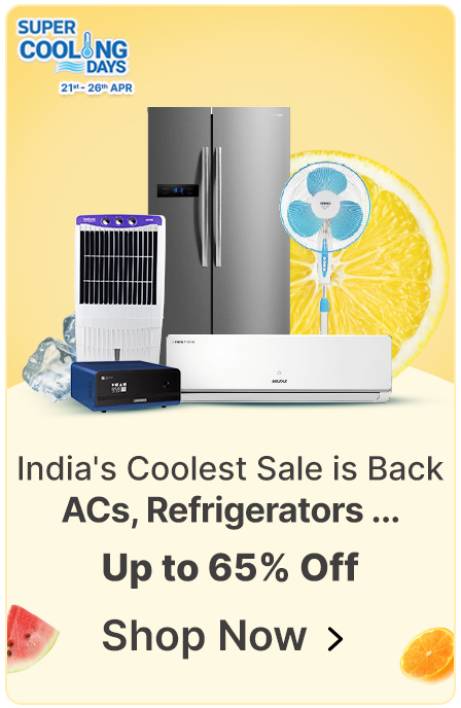 SUPER
COOLING
DAYS
21st - 26th APR
India's Coolest Sale is Back
ACs, Refrigerators ...
Up to 65% Off
Shop Now >